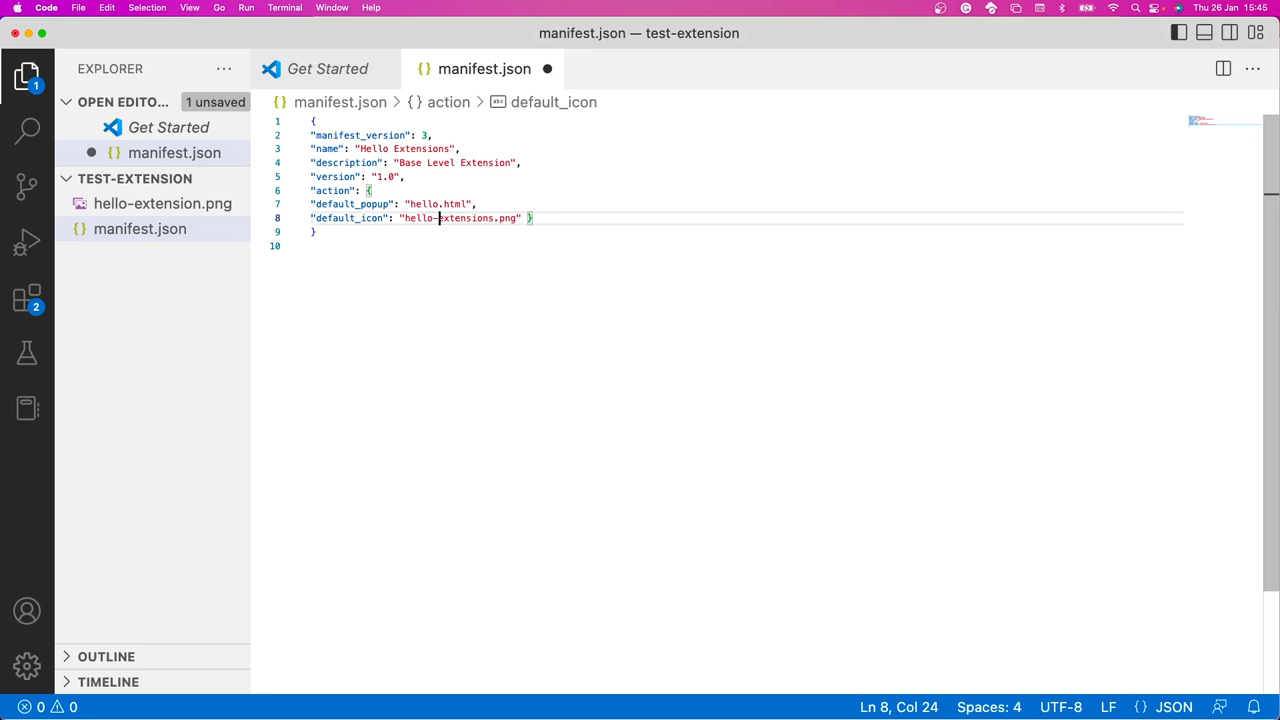 Code File Edit Selection View Go Run Terminal Window Help Thu 26 Jan 15:45
manifest.json — test-extension
EXPLORER
Get Started
manifest.json
OPEN EDITO... 1 unsaved
manifest.json > {} action > default_icon
Get Started
manifest.json
TEST-EXTENSION
hello-extension.png
{} manifest.json
1 {
2 "manifest_version": 3,
3 "name": "Hello Extensions",
4 "description": "Base Level Extension",
5 "version": "1.0",
6 "action": {
7 "default_popup": "hello.html",
8 "default_icon": "hello-extensions.png" }
9 }
10
1
2
OUTLINE
TIMELINE
0 0 Ln 8, Col 24 Spaces: 4 UTF-8 LF {} JSON